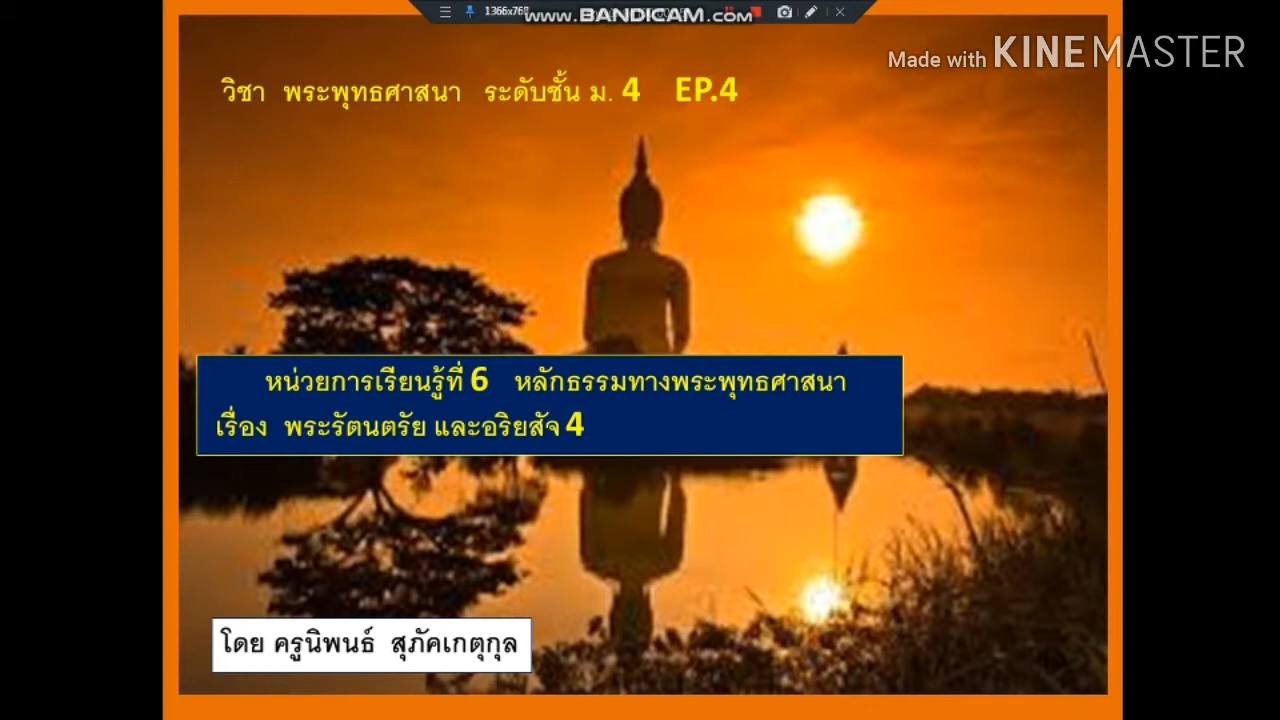 1366x768
www.BANDICAM.com
Made with KINEMASTER
วิชา พระพุทธศาสนา ระดับชั้น ม. 4 EP.4
หน่วยการเรียนรู้ที่ 6 หลักธรรมทางพระพุทธศาสนา
เรื่อง พระรัตนตรัย และอริยสัจ 4
โดย ครูนิพนธ์ สุภัคเกตุกุล